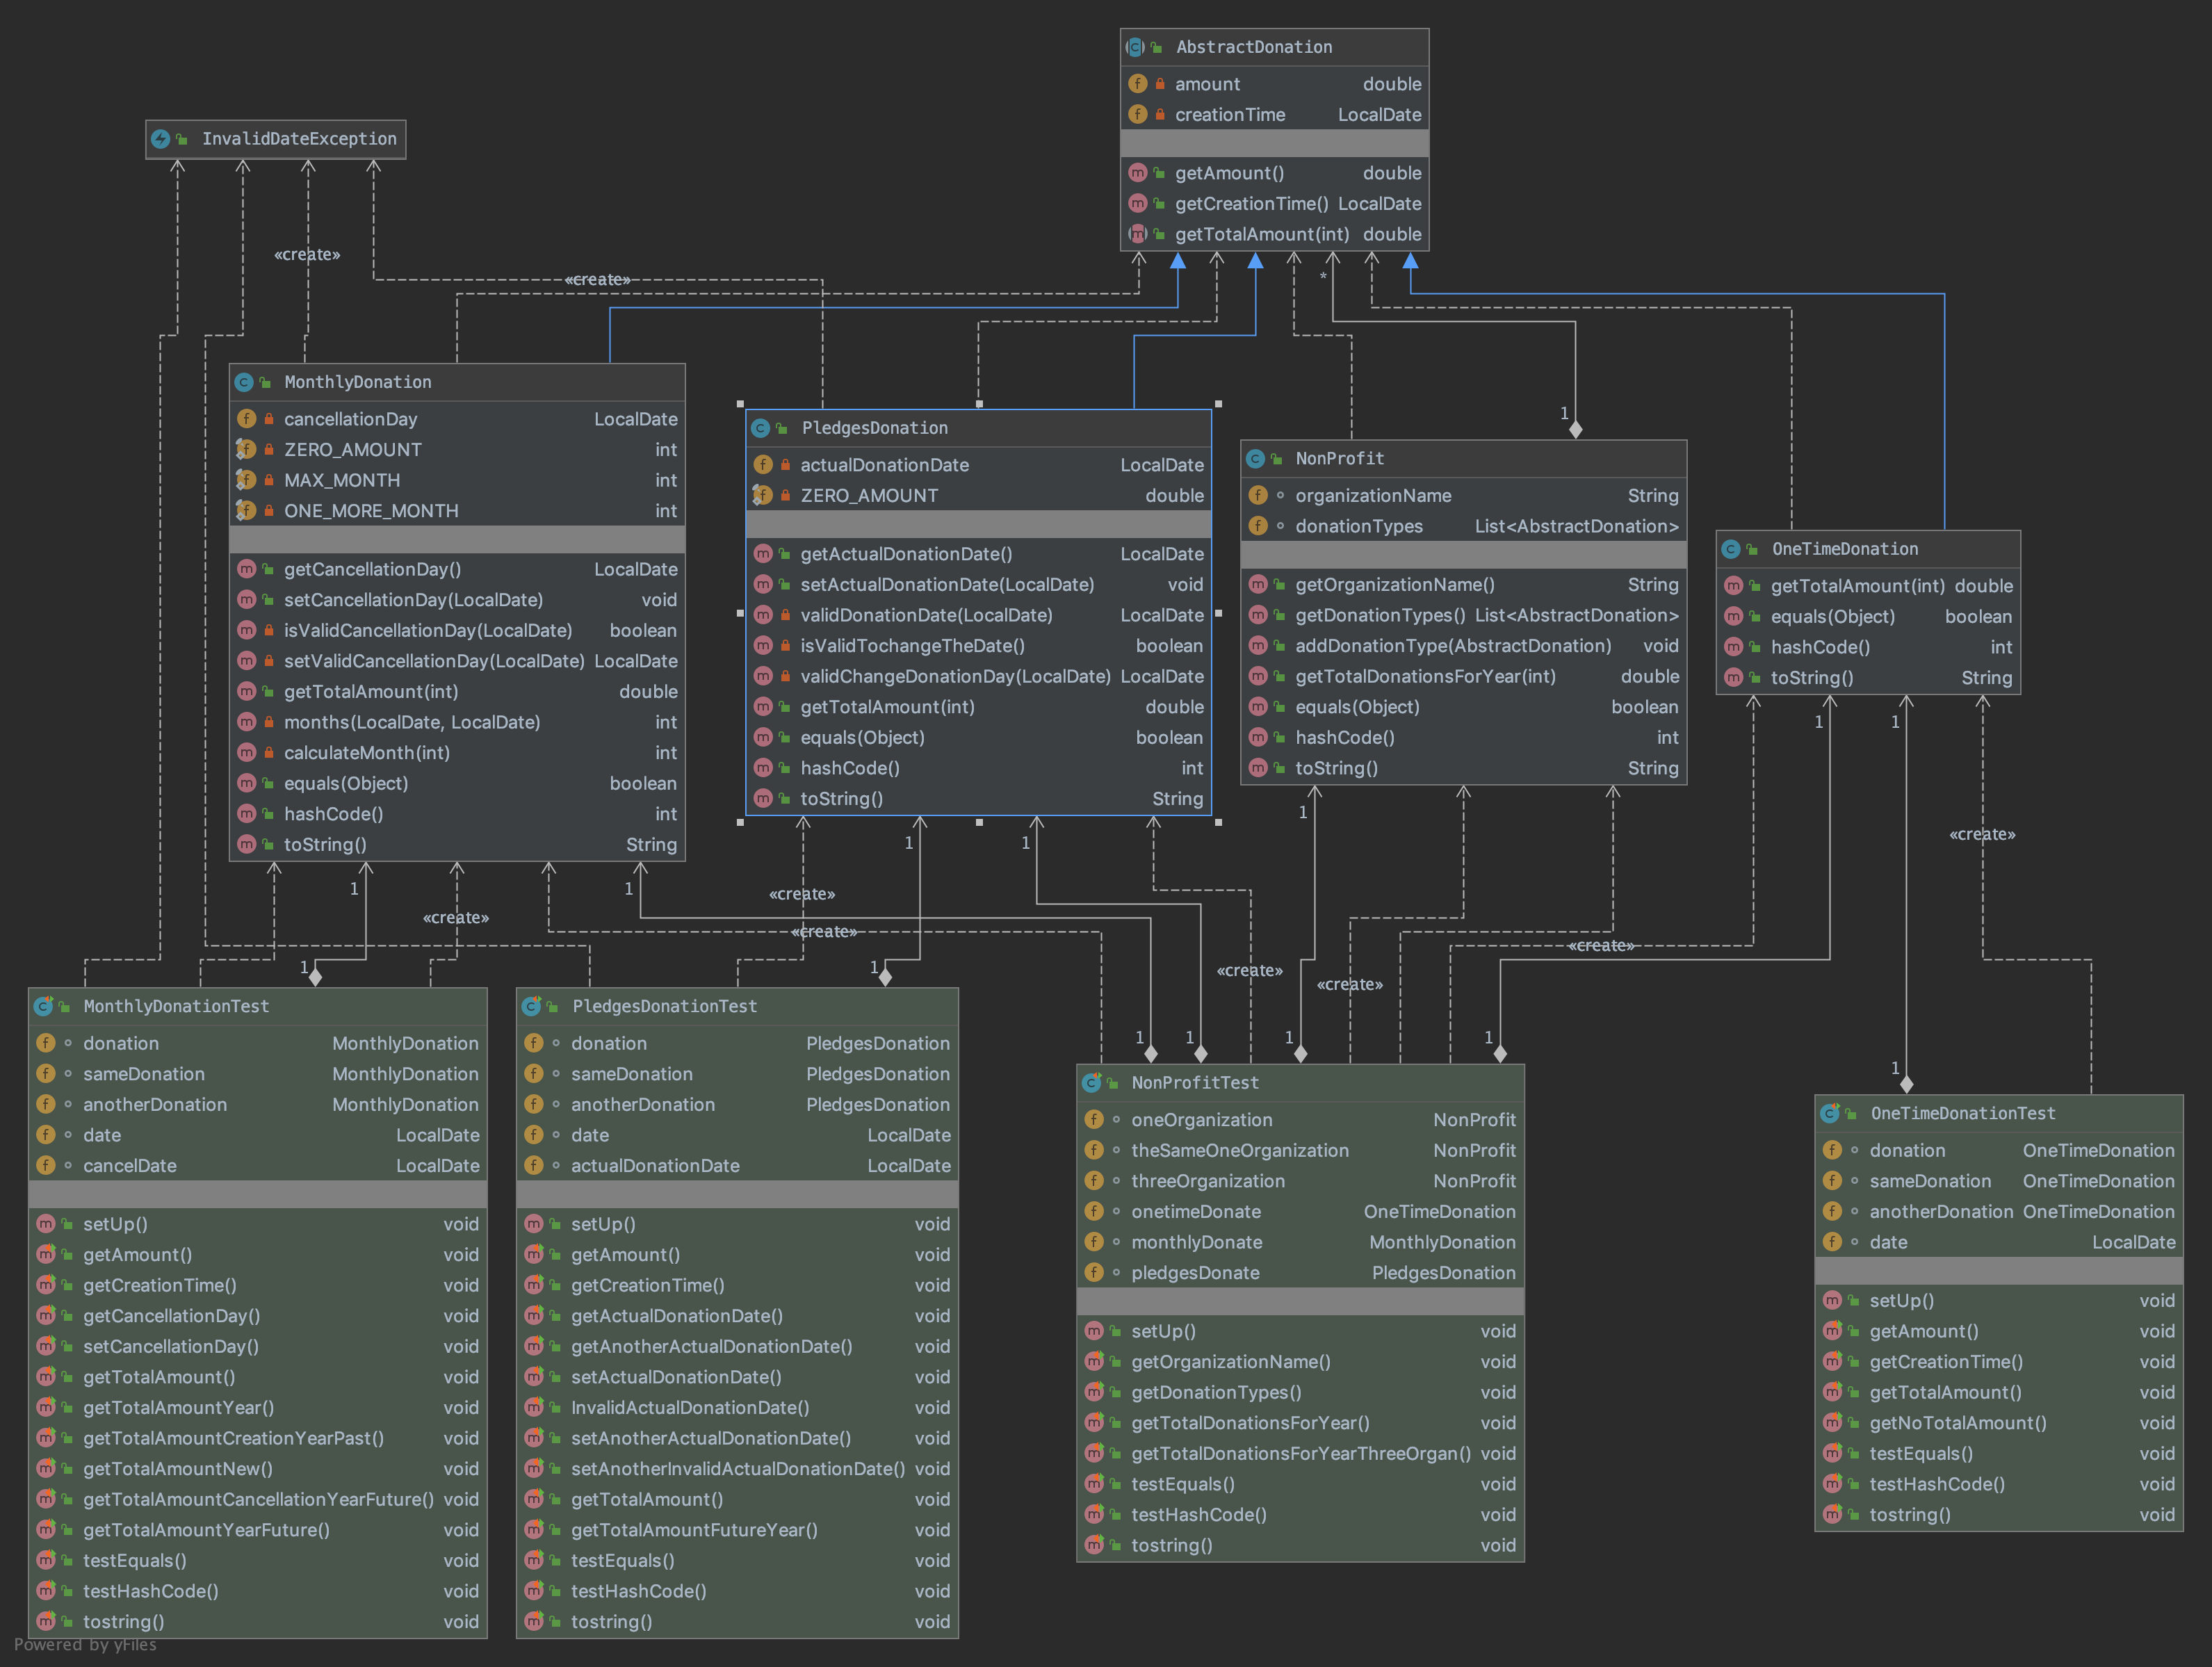 AbstractDonation
amount double
creationTime LocalDate
getAmount() double
getCreationTime() LocalDate
getTotalAmount(int) double
InvalidDateException
«create»
«create»
*
1
MonthlyDonation
cancellationDay LocalDate
ZERO_AMOUNT int
MAX_MONTH int
ONE_MORE_MONTH int
getCancellationDay() LocalDate
setCancellationDay(LocalDate) void
isValidCancellationDay(LocalDate) boolean
setValidCancellationDay(LocalDate) LocalDate
getTotalAmount(int) double
months(LocalDate, LocalDate) int
calculateMonth(int) int
equals(Object) boolean
hashCode() int
toString() String
PledgesDonation
actualDonationDate LocalDate
ZERO_AMOUNT double
getActualDonationDate() LocalDate
setActualDonationDate(LocalDate) void
validDonationDate(LocalDate) LocalDate
isValidTochangeTheDate() boolean
validChangeDonationDay(LocalDate) LocalDate
getTotalAmount(int) double
equals(Object) boolean
hashCode() int
toString() String
NonProfit
organizationName String
donationTypes List<AbstractDonation>
getOrganizationName() String
getDonationTypes() List<AbstractDonation>
addDonationType(AbstractDonation) void
getTotalDonationsForYear(int) double
equals(Object) boolean
hashCode() int
toString() String
OneTimeDonation
getTotalAmount(int) double
equals(Object) boolean
hashCode() int
toString() String
1
1
1
1
1
1
1
1
«create»
«create»
«create»
«create»
«create»
«create»
«create»
1
1
1
1
1
1
1
MonthlyDonationTest
donation MonthlyDonation
sameDonation MonthlyDonation
anotherDonation MonthlyDonation
date LocalDate
cancelDate LocalDate
setUp() void
getAmount() void
getCreationTime() void
getCancellationDay() void
setCancellationDay() void
getTotalAmount() void
getTotalAmountYear() void
getTotalAmountCreationYearPast() void
getTotalAmountNew() void
getTotalAmountCancellationYearFuture() void
getTotalAmountYearFuture() void
testEquals() void
testHashCode() void
tostring() void
PledgesDonationTest
donation PledgesDonation
sameDonation PledgesDonation
anotherDonation PledgesDonation
date LocalDate
actualDonationDate LocalDate
setUp() void
getAmount() void
getCreationTime() void
getActualDonationDate() void
getAnotherActualDonationDate() void
setActualDonationDate() void
InvalidActualDonationDate() void
setAnotherActualDonationDate() void
setAnotherInvalidActualDonationDate() void
getTotalAmount() void
getTotalAmountFutureYear() void
testEquals() void
testHashCode() void
tostring() void
NonProfitTest
oneOrganization NonProfit
theSameOneOrganization NonProfit
threeOrganization NonProfit
onetimeDonate OneTimeDonation
monthlyDonate MonthlyDonation
pledgesDonate PledgesDonation
setUp() void
getOrganizationName() void
getDonationTypes() void
getTotalDonationsForYear() void
getTotalDonationsForYearThreeOrgan() void
testEquals() void
testHashCode() void
tostring() void
OneTimeDonationTest
donation OneTimeDonation
sameDonation OneTimeDonation
anotherDonation OneTimeDonation
date LocalDate
setUp() void
getAmount() void
getCreationTime() void
getTotalAmount() void
getNoTotalAmount() void
testEquals() void
testHashCode() void
tostring() void
Powered by yFiles